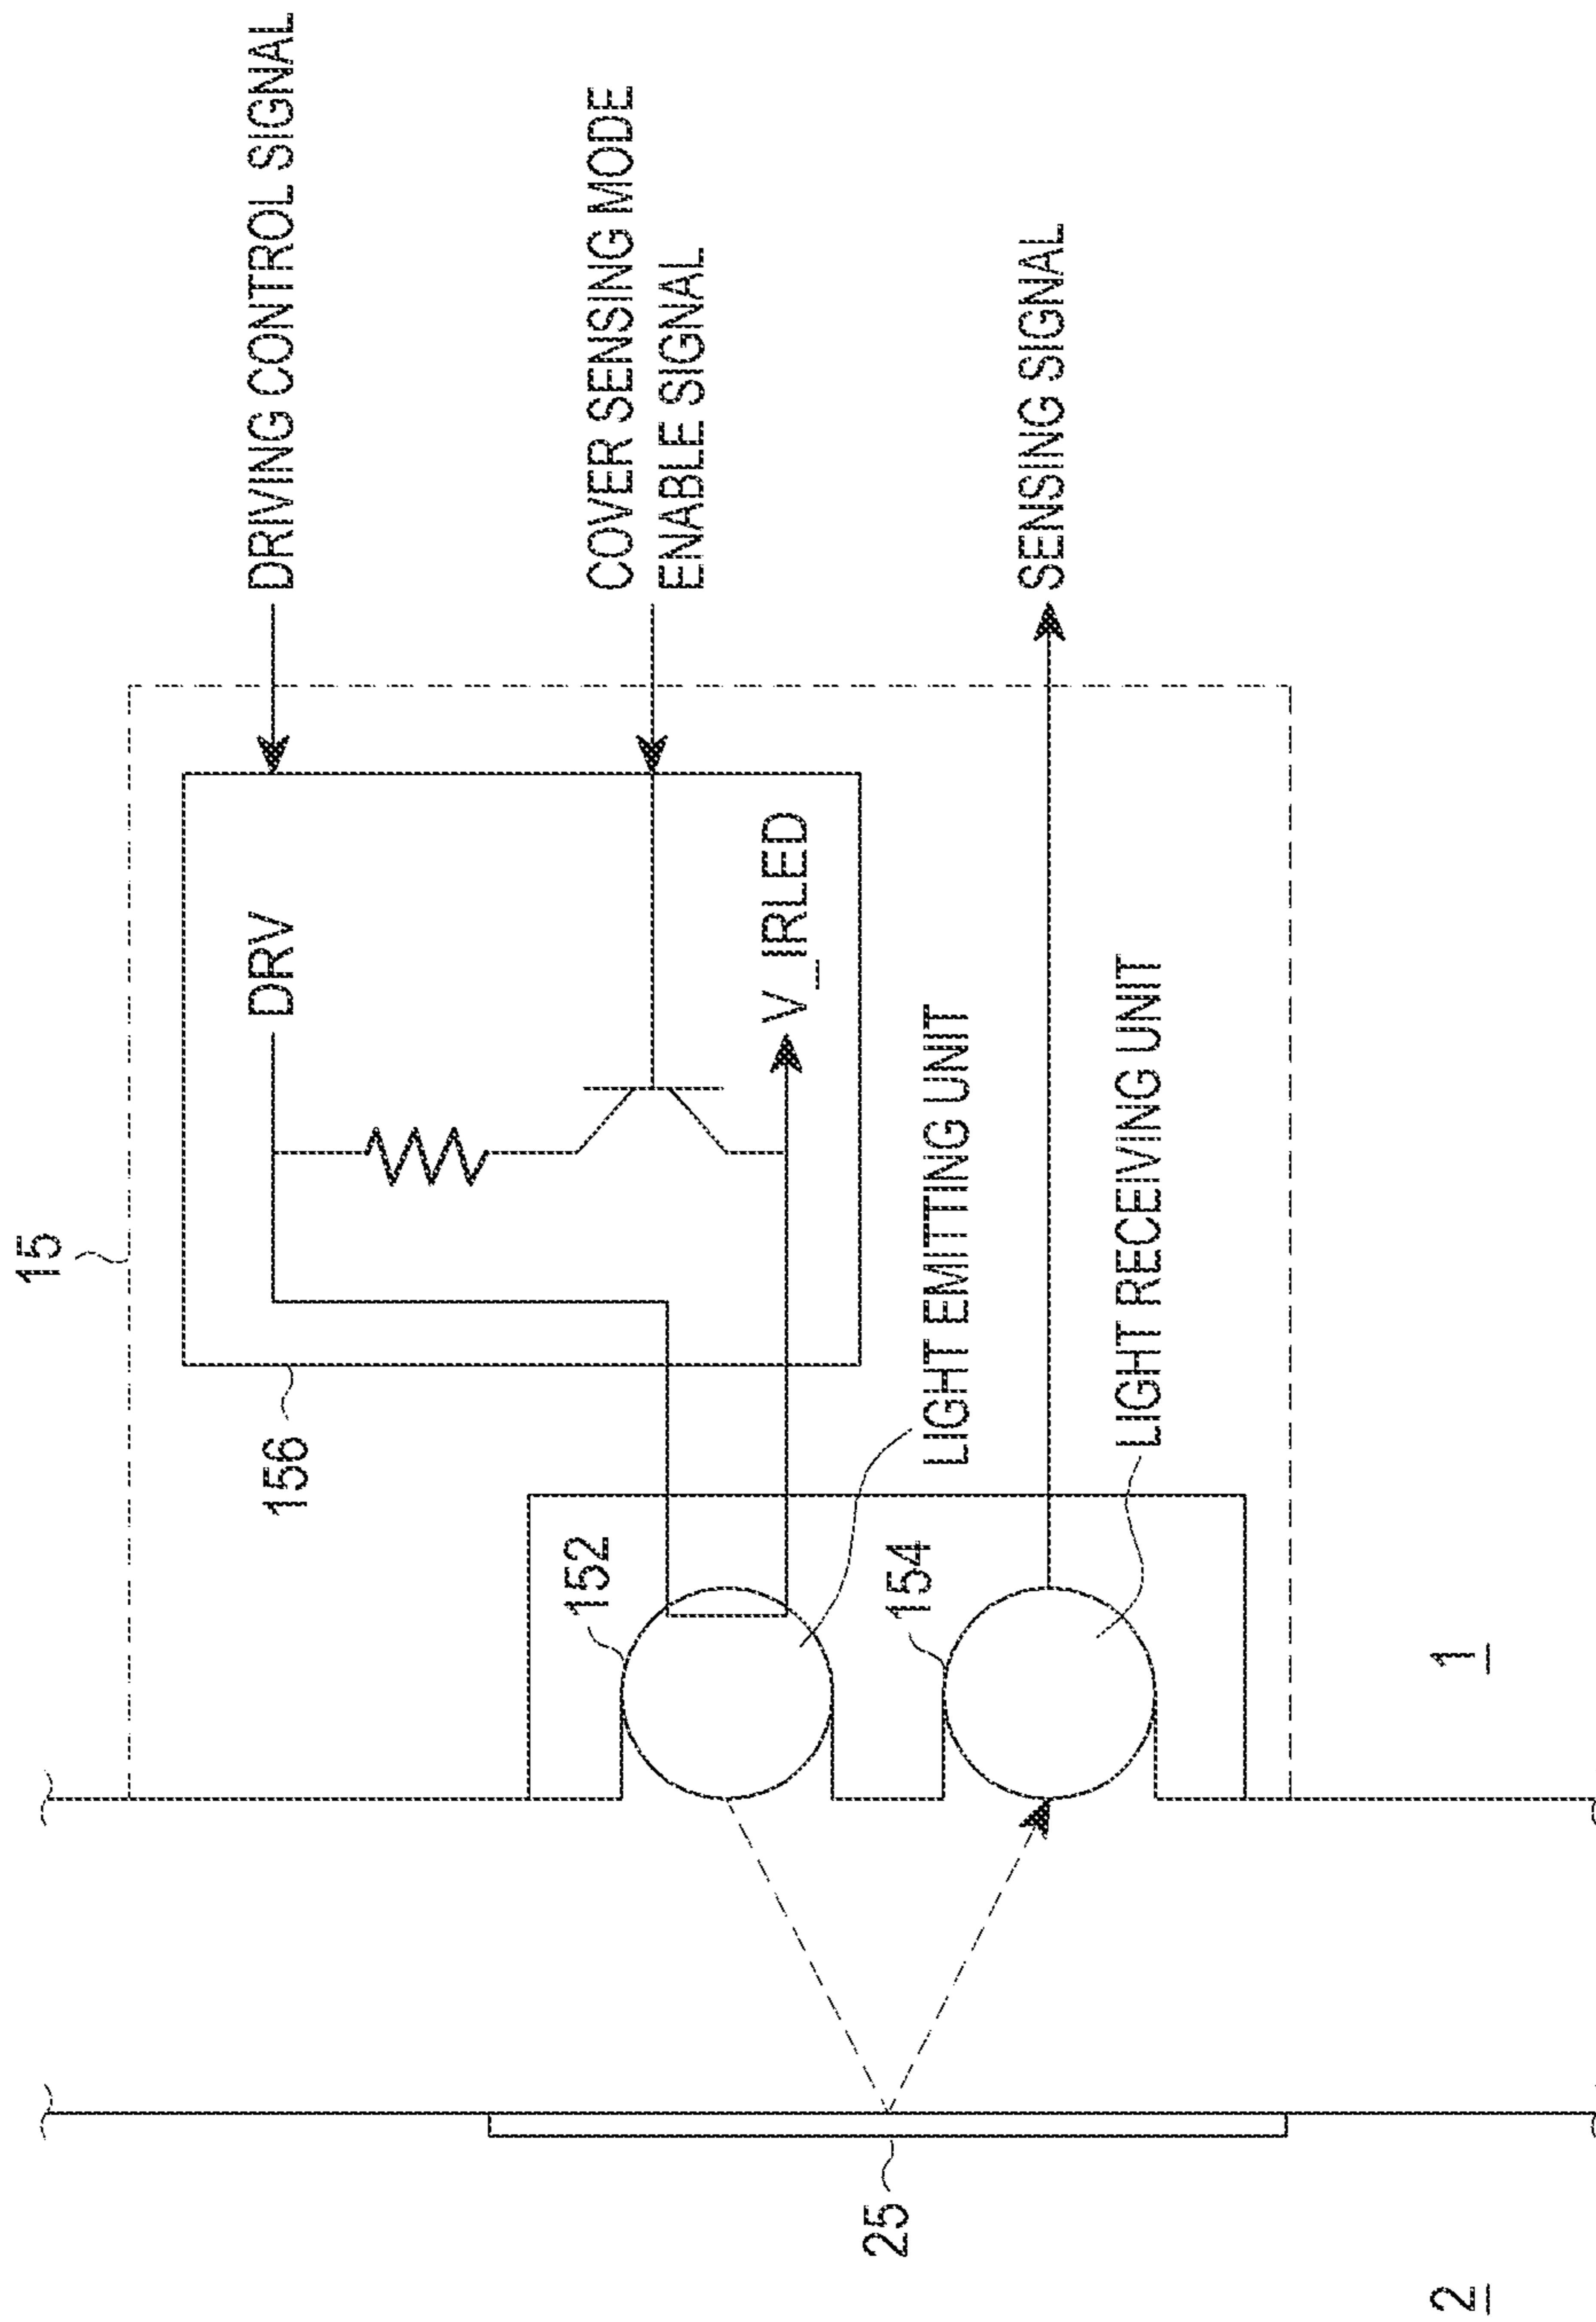 15
DRIVING CONTROL SIGNAL
DRV
156
COVER SENSING MODE
ENABLE SIGNAL
152
V_IRLED
LIGHT EMITTING UNIT
154
SENSING SIGNAL
LIGHT RECEIVING UNIT
25
1
2